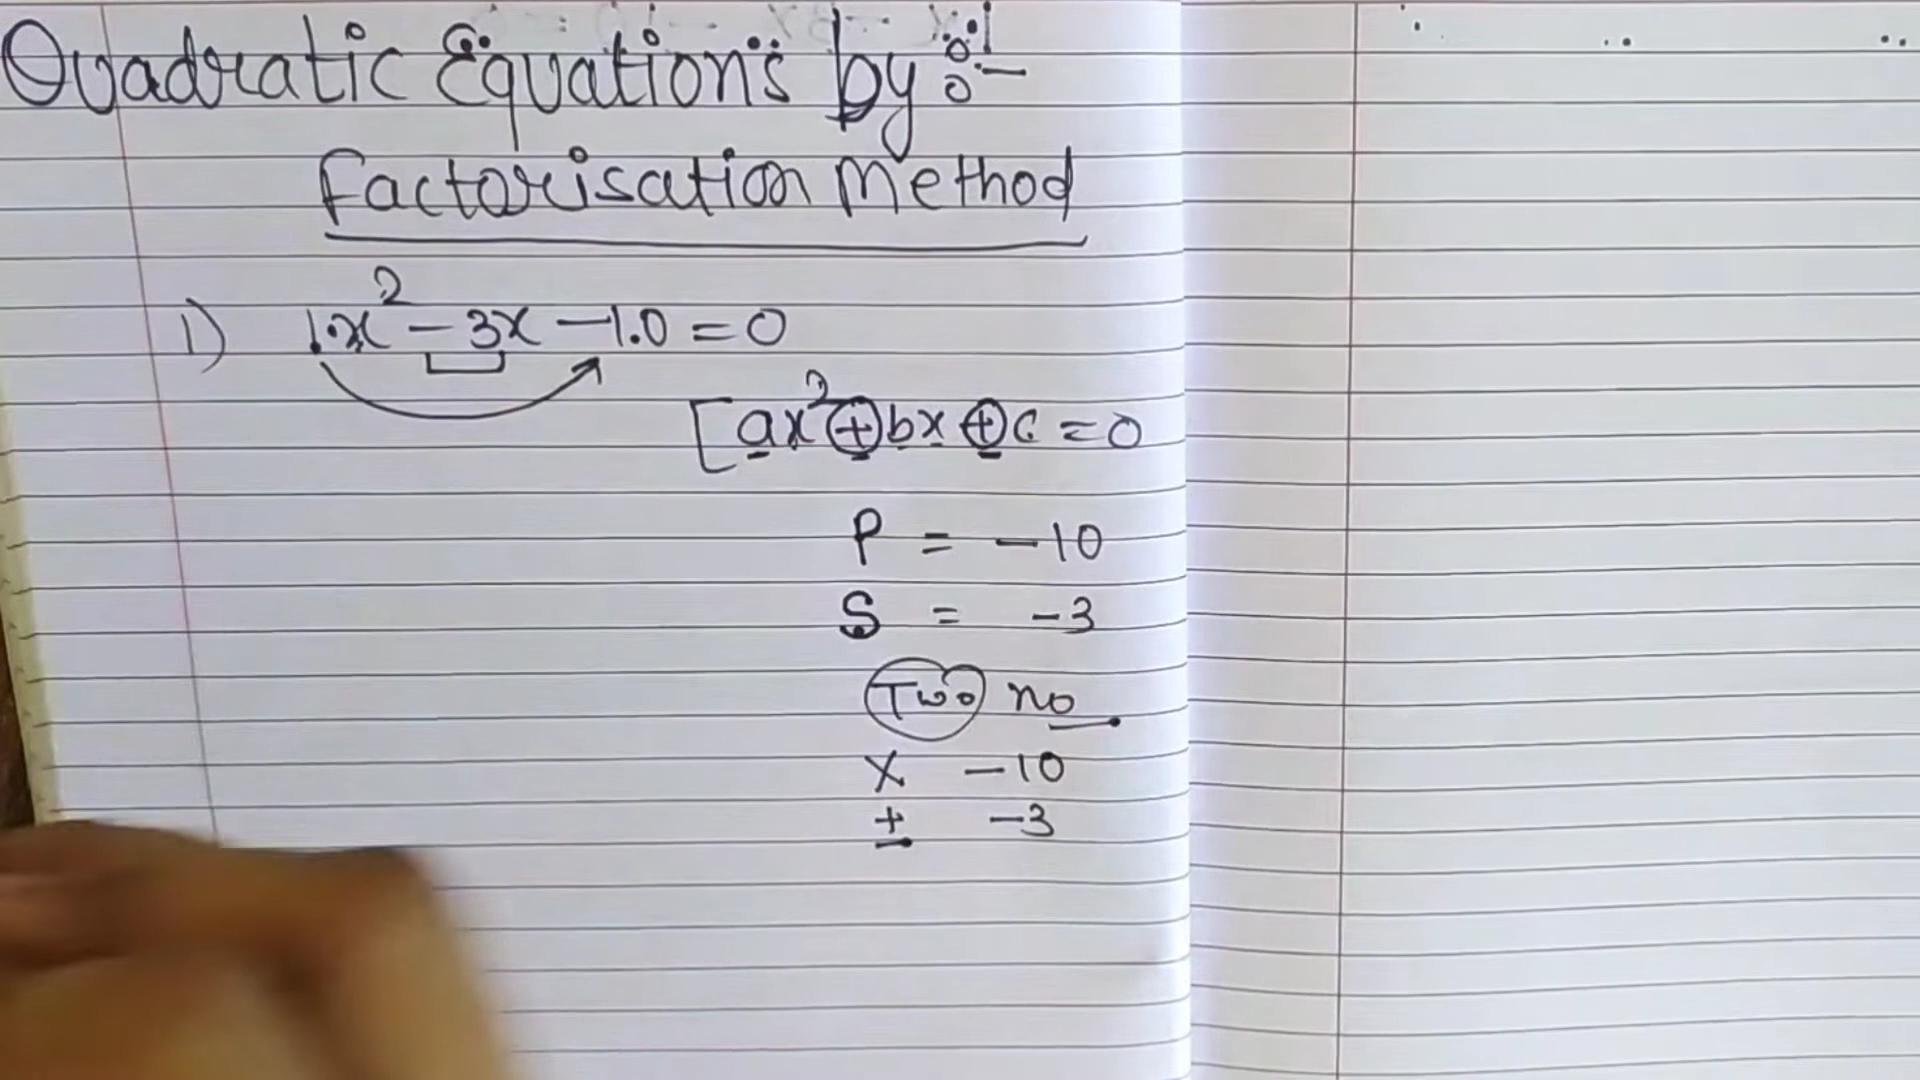 Quadratic Equations by :-
Factorisation Method
1) 1.x² - 3x - 1.0 = 0
[ax² + bx + c = 0
P = -10
S = -3
Two no
x -10
+ -3